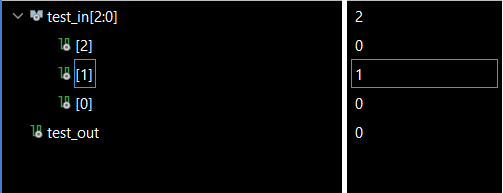 test_in[2:0] 2
[2] 0
[1] 1
[0] 0
test_out 0